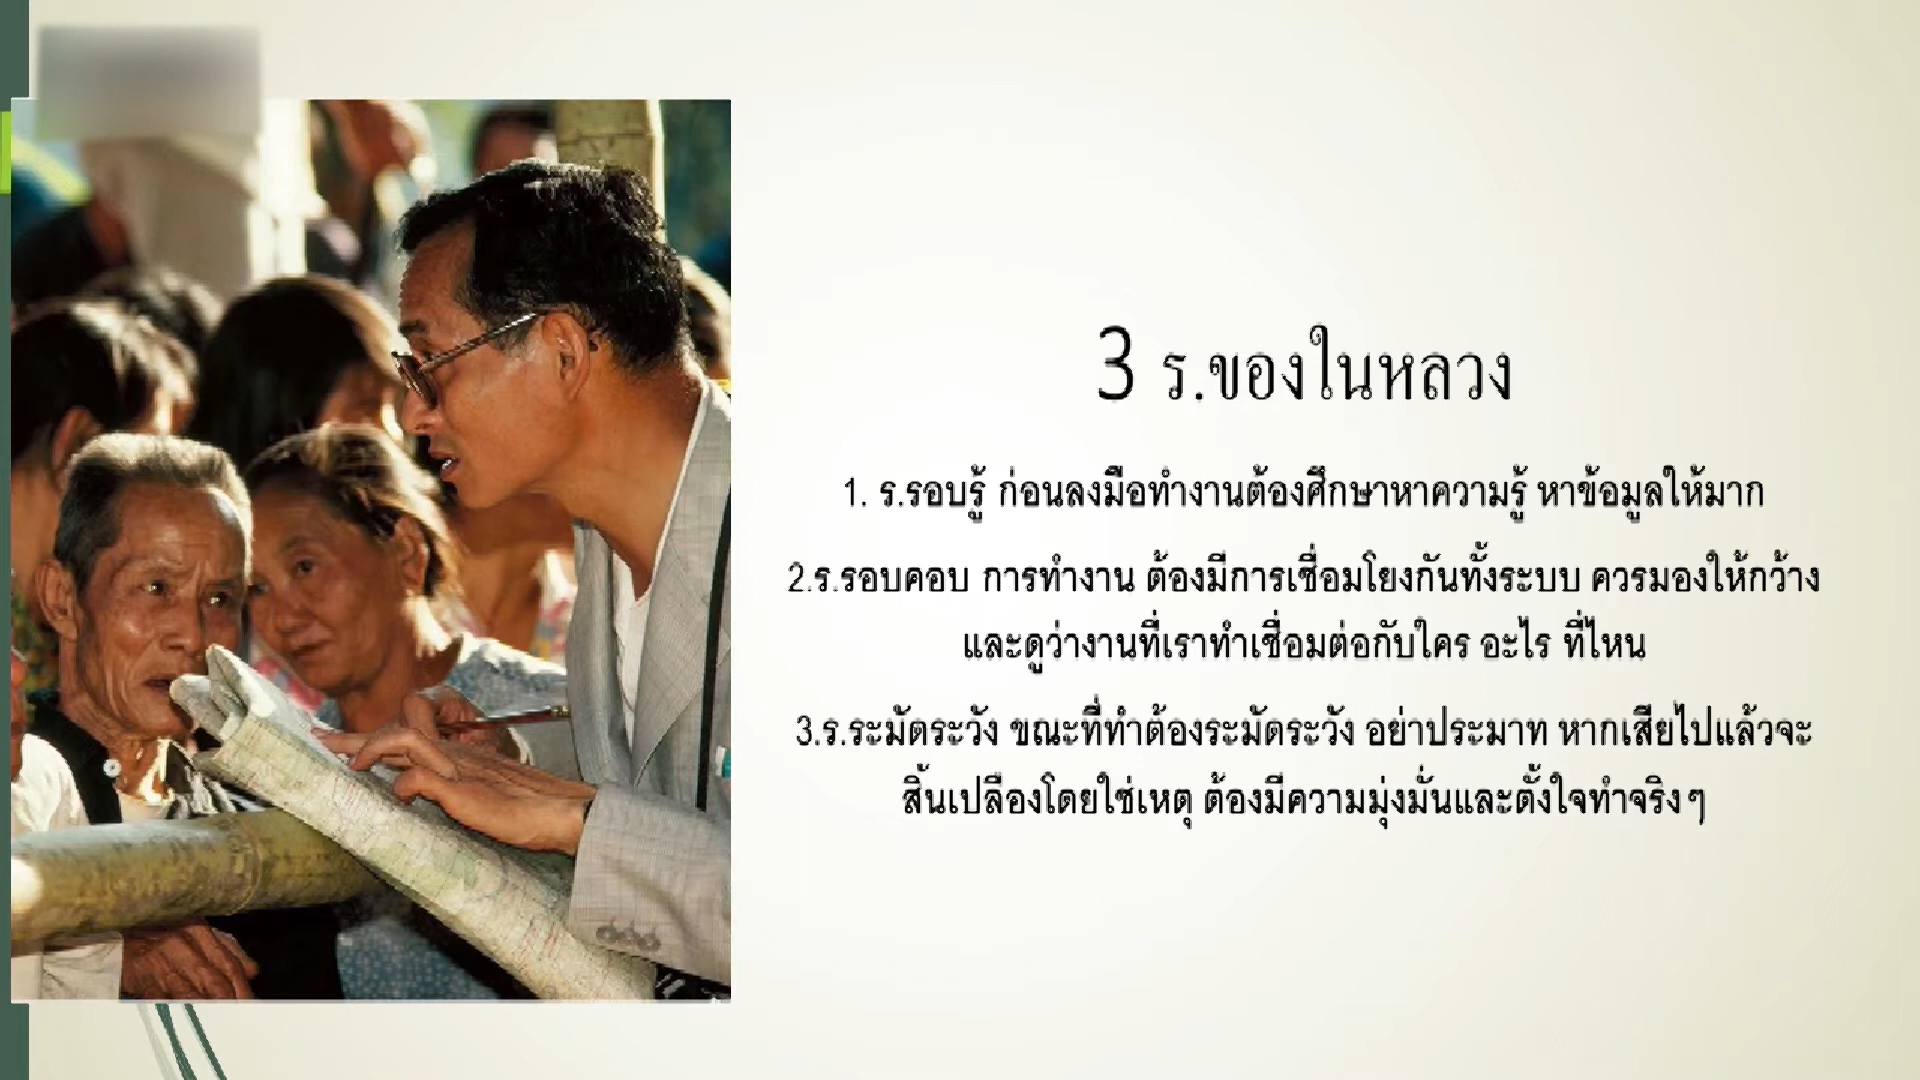 3 ร.ของในหลวง
1. ร.รอบรู้ ก่อนลงมือทำงานต้องศึกษาหาความรู้ หาข้อมูลให้มาก
2.ร.รอบคอบ การทำงาน ต้องมีการเชื่อมโยงกันทั้งระบบ ควรมองให้กว้าง
และดูว่างานที่เราทำเชื่อมต่อกับใคร อะไร ที่ไหน
3.ร.ระมัดระวัง ขณะที่ทำต้องระมัดระวัง อย่าประมาท หากเสียไปแล้วจะ
สิ้นเปลืองโดยใช่เหตุ ต้องมีความมุ่งมั่นและตั้งใจทำจริงๆ